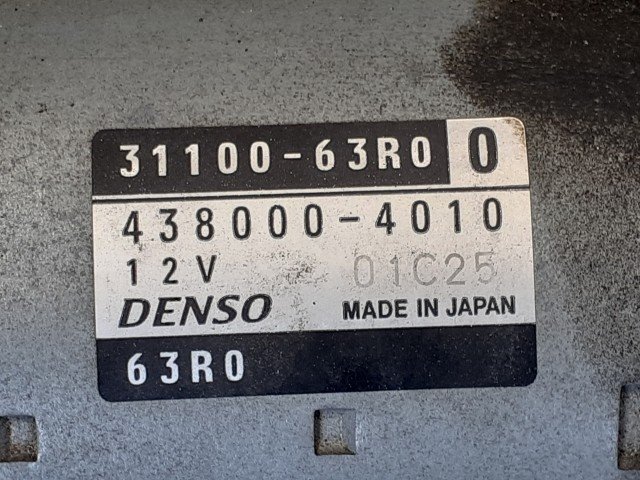 31100-63R0 0
438000-4010
12V 01C25
DENSO MADE IN JAPAN
63R0